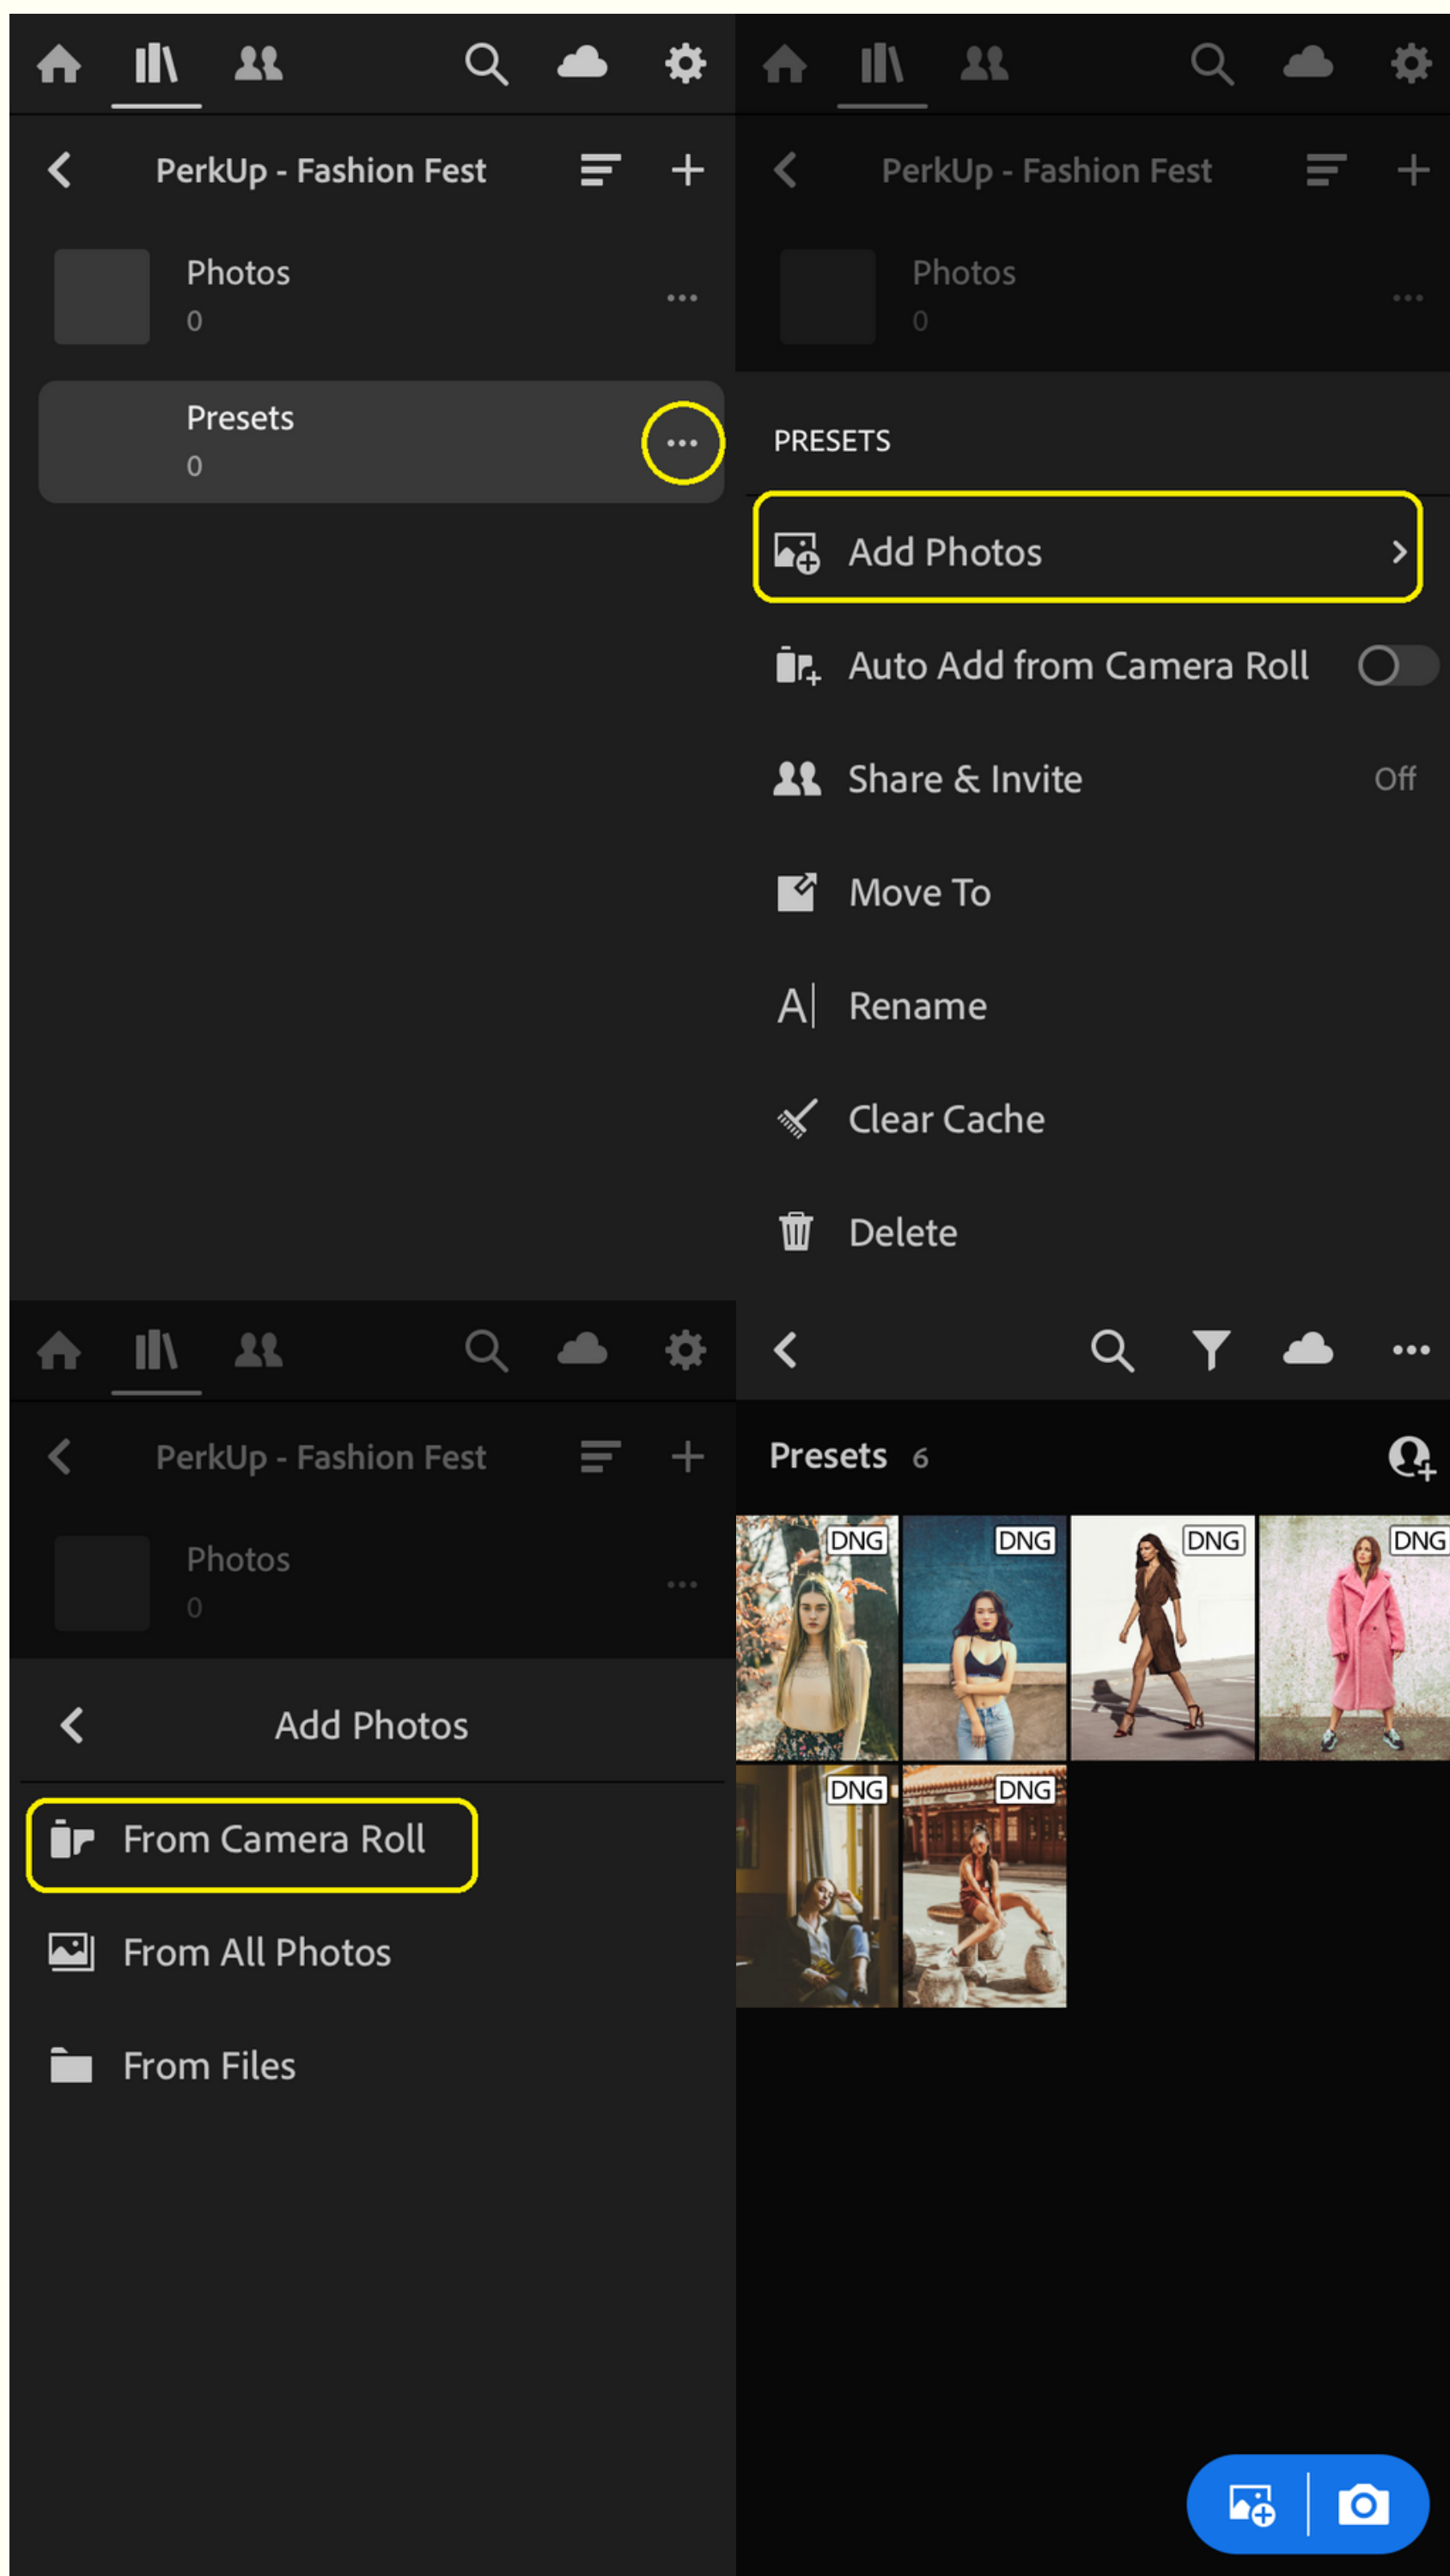 PerkUp - Fashion Fest
Photos
0
Presets
0
PerkUp - Fashion Fest
Photos
0
PRESETS
Add Photos
Auto Add from Camera Roll
Share & Invite Off
Move To
A| Rename
Clear Cache
Delete
PerkUp - Fashion Fest
Photos
0
Add Photos
From Camera Roll
From All Photos
From Files
Presets 6
DNG DNG DNG DNG
DNG DNG